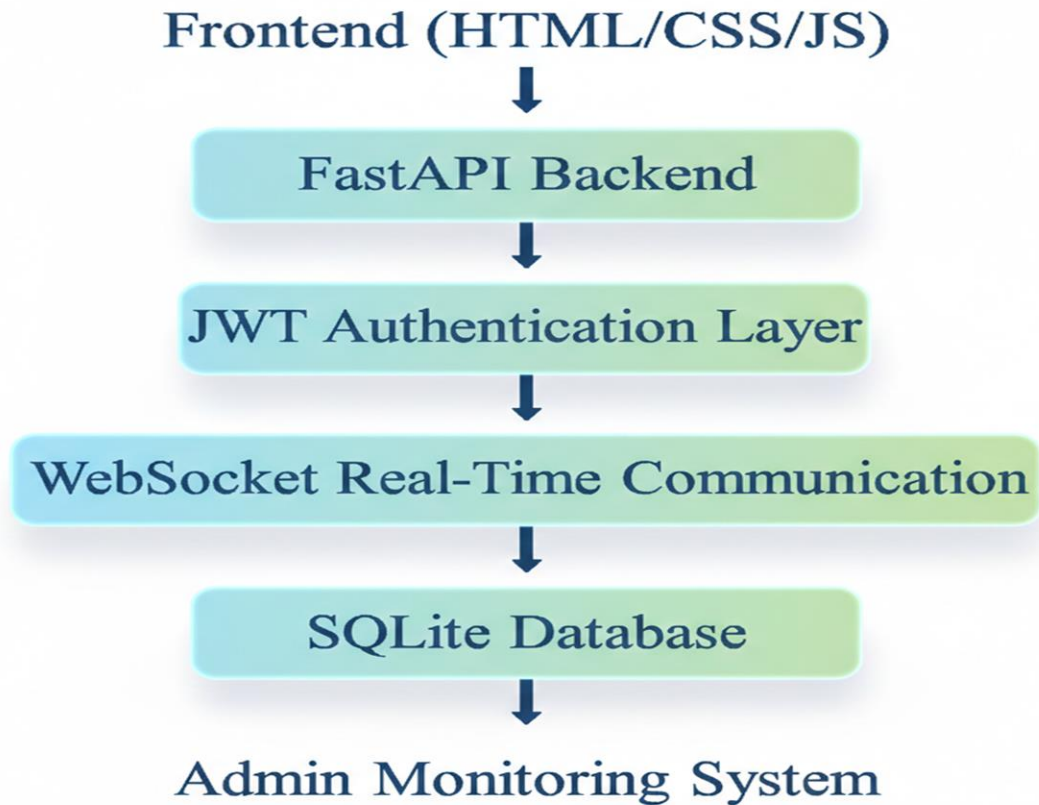 Frontend (HTML/CSS/JS)
FastAPI Backend
JWT Authentication Layer
WebSocket Real-Time Communication
SQLite Database
Admin Monitoring System